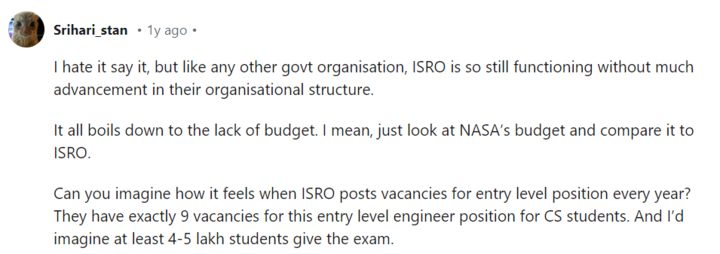 Srihari_stan • 1y ago •
I hate it say it, but like any other govt organisation, ISRO is so still functioning without much
advancement in their organisational structure.
It all boils down to the lack of budget. I mean, just look at NASA's budget and compare it to
ISRO.
Can you imagine how it feels when ISRO posts vacancies for entry level position every year?
They have exactly 9 vacancies for this entry level engineer position for CS students. And I'd
imagine at least 4-5 lakh students give the exam.